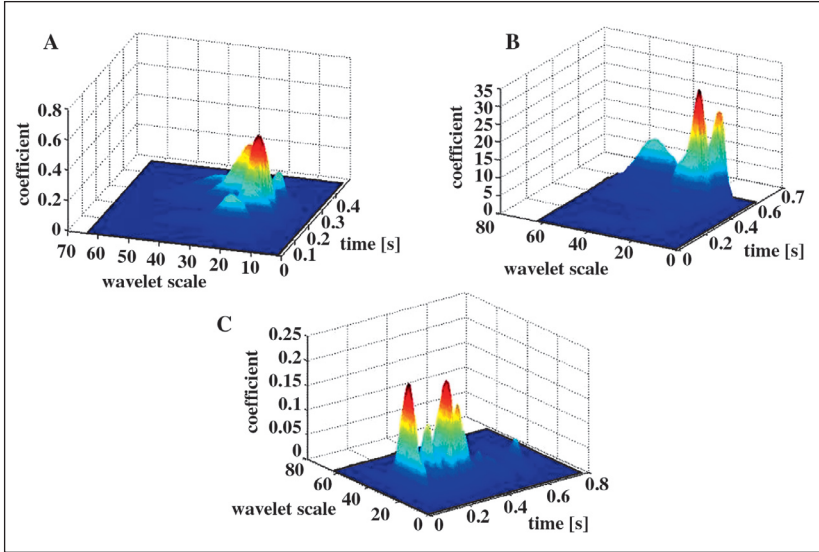 A
0.8
0.6
0.4
0.2
0
coefficient
70 60 50 40 30 20 10 0
wavelet scale
0.1 0.2 0.3 0.4
time [s]
B
35
30
25
20
15
10
5
0
coefficient
80 60 40 20 0
wavelet scale
0 0.2 0.4 0.6 0.7
time [s]
C
0.25
0.2
0.15
0.1
0.05
0
coefficient
80 60 40 20 0
wavelet scale
0 0.2 0.4 0.6 0.8
time [s]